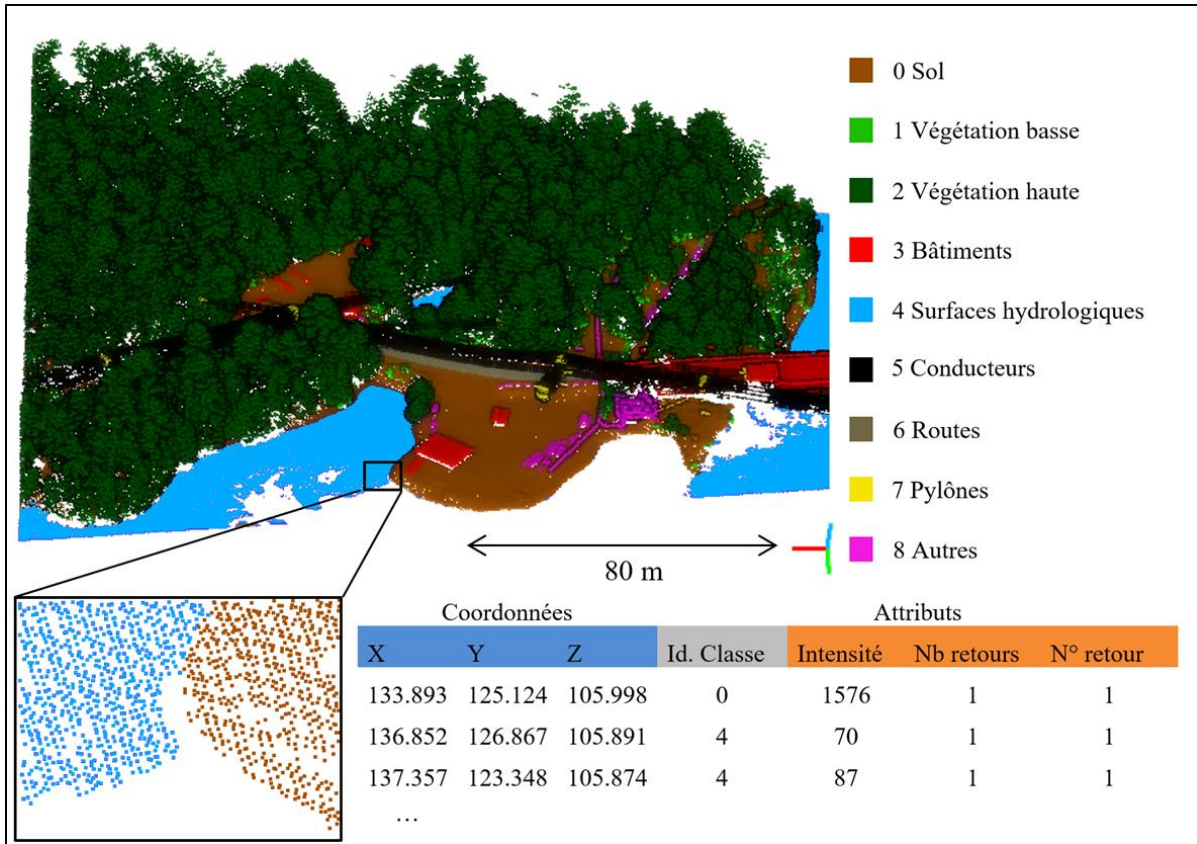 0 Sol
1 Végétation basse
2 Végétation haute
3 Bâtiments
4 Surfaces hydrologiques
5 Conducteurs
6 Routes
7 Pylônes
8 Autres
80 m
Coordonnées Attributs
X Y Z Id. Classe Intensité Nb retours N° retour
133.893 125.124 105.998 0 1576 1 1
136.852 126.867 105.891 4 70 1 1
137.357 123.348 105.874 4 87 1 1
…